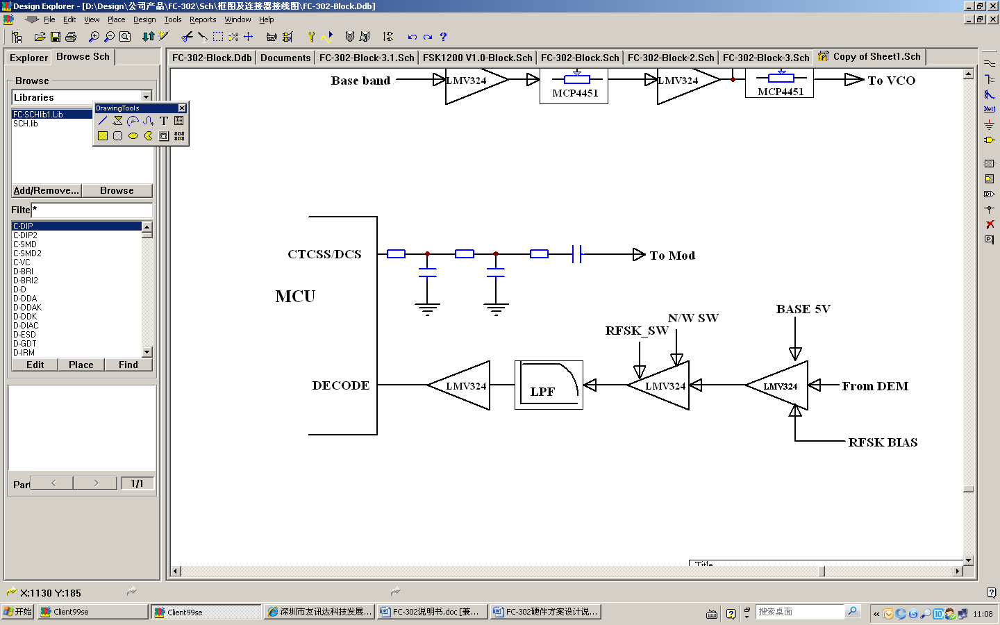 Design Explorer - [D:\Design\公司产品\FC-302\Sch\框图及连接器接线图\FC-302-Block.Ddb]
File Edit View Place Design Tools Reports Window Help
Explorer Browse Sch
FC-302-Block.Ddb Documents FC-302-Block-3.1.Sch FSK1200 V1.0-Block.Sch FC-302-Block.Sch FC-302-Block-2.Sch FC-302-Block-3.Sch Copy of Sheet1.Sch
Browse
Libraries
DrawingTools
FC-SCHlib1.Lib
SCH.lib
T
Add/Remove... Browse
Filte *
C-DIP
C-DIP2
C-SMD
C-SMD2
C-VC
D-BRI
D-BRI2
D-D
D-DDA
D-DDAK
D-DDK
D-DIAC
D-ESD
D-GDT
D-IRM
Edit Place Find
Part < > 1/1
Base band LMV324 MCP4451 LMV324 MCP4451 To VCO
CTCSS/DCS To Mod
MCU
BASE 5V
N/W SW
RFSK_SW
DECODE LMV324 LPF LMV324 LMV324 From DEM
RFSK BIAS
Title
Net1
D1
P
X:1130 Y:185
开始 Client99se Client99se 深圳市友讯达科技发展... FC-302说明书.doc [兼... FC-302硬件方案设计说... 搜索桌面 « 11:08